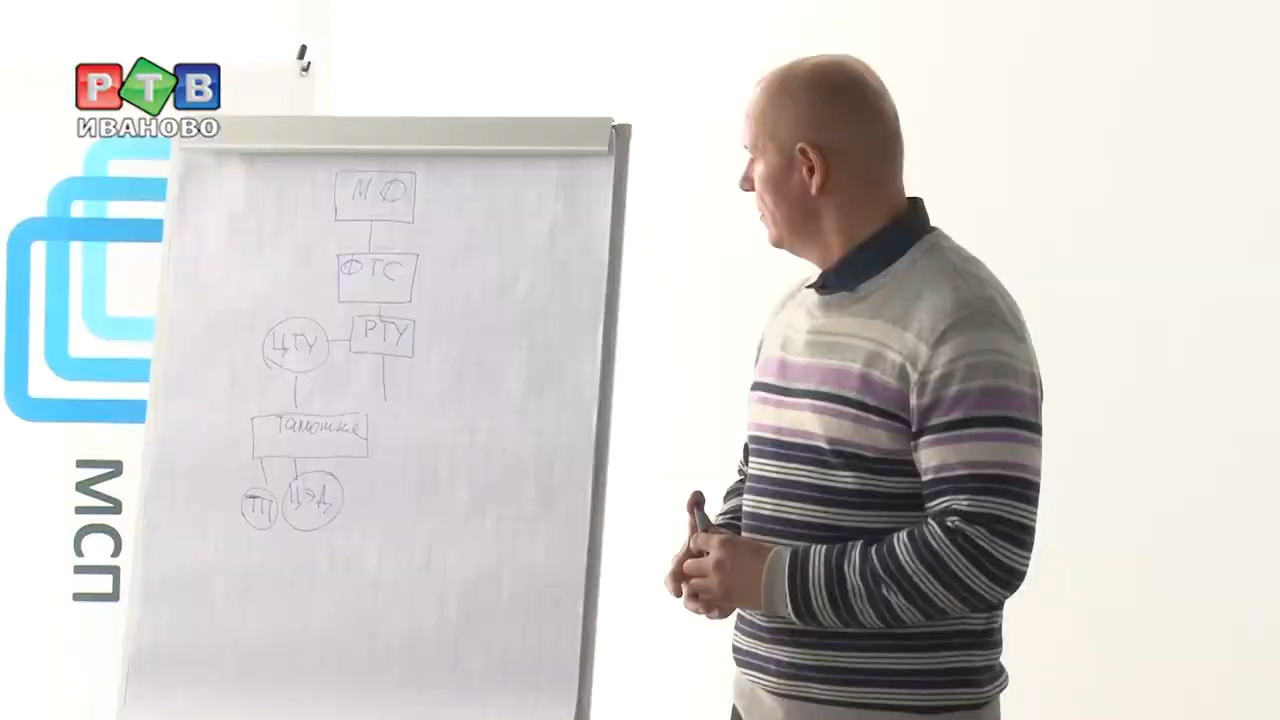 РТВ
ИВАНОВО
МФ
ФТС
ЦТУ
РТУ
Таможня
ТП
ЦЭД
МСП